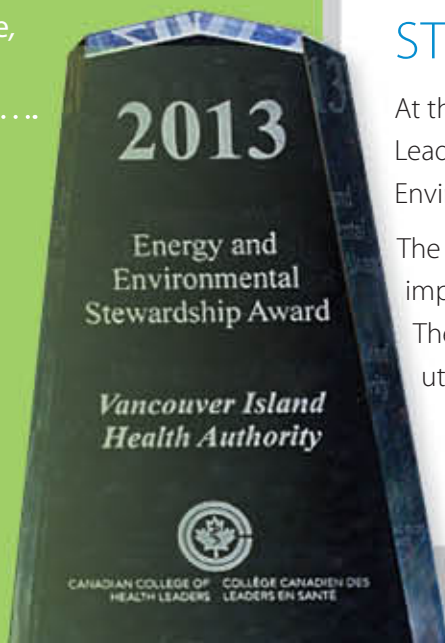 e,
….
2013
Energy and
Environmental
Stewardship Award
Vancouver Island
Health Authority
CANADIAN COLLEGE OF COLLÈGE CANADIEN DES
HEALTH LEADERS LEADERS EN SANTÉ
ST
At th
Lead
Envi
The
imp
The
ut